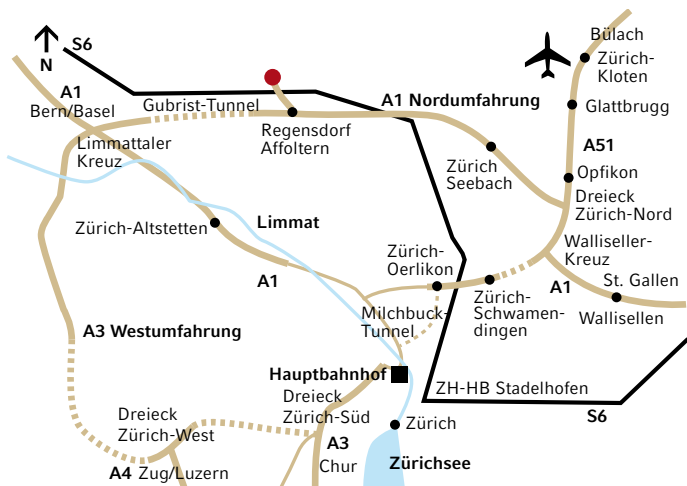 S6
N
A1
Bern/Basel
Gubrist-Tunnel
A1 Nordumfahrung
Bülach
Zürich-
Kloten
Glattbrugg
Regensdorf
Affoltern
Limmattaler
Kreuz
A51
Zürich
Seebach
Opfikon
Dreieck
Zürich-Nord
Zürich-Altstetten
Limmat
Zürich-
Oerlikon
Walliseller-
Kreuz
A1
St. Gallen
A1
Zürich-
Schwamen-
dingen
Wallisellen
Milchbuck-
Tunnel
A3 Westumfahrung
Hauptbahnhof
Dreieck
Zürich-Süd
ZH-HB Stadelhofen
S6
Dreieck
Zürich-West
Zürich
A3
Chur
Zürichsee
A4 Zug/Luzern